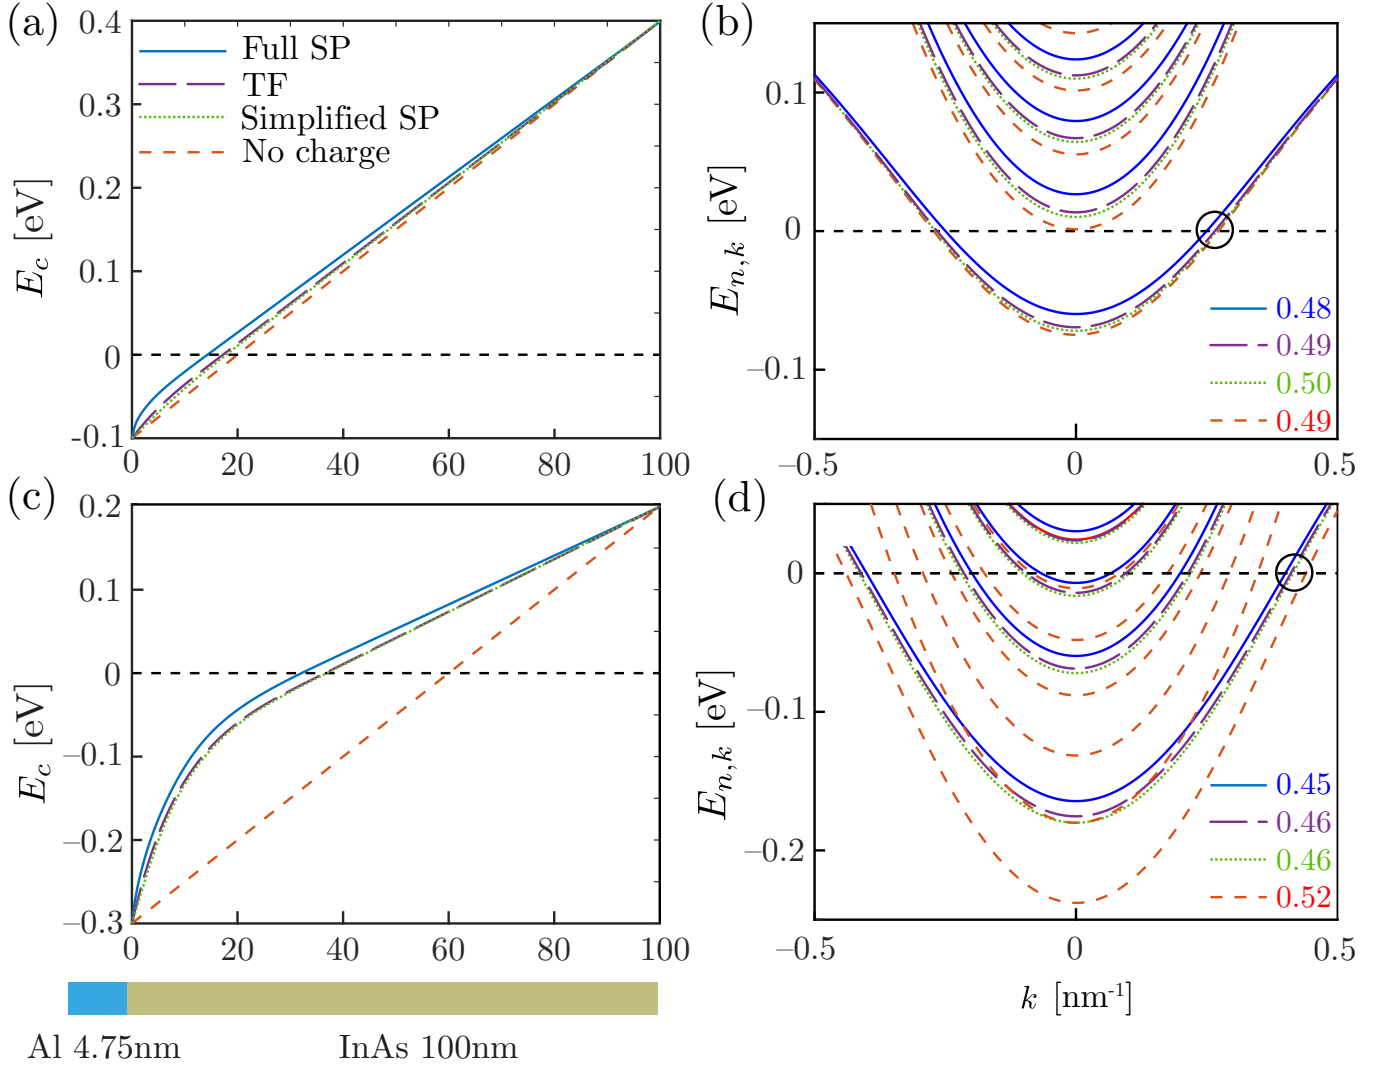 (a)
0.4
0.3
0.2
0.1
0
-0.1
E_c [eV]
Full SP
TF
Simplified SP
No charge
0 20 40 60 80 100
(b)
0.1
0
−0.1
E_{n,k} [eV]
0.48
0.49
0.50
0.49
−0.5 0 0.5
(c)
0.2
0.1
0
−0.1
−0.2
−0.3
E_c [eV]
0 20 40 60 80 100
(d)
0
−0.1
−0.2
E_{n,k} [eV]
0.45
0.46
0.46
0.52
−0.5 0 0.5
k [nm⁻¹]
Al 4.75nm InAs 100nm